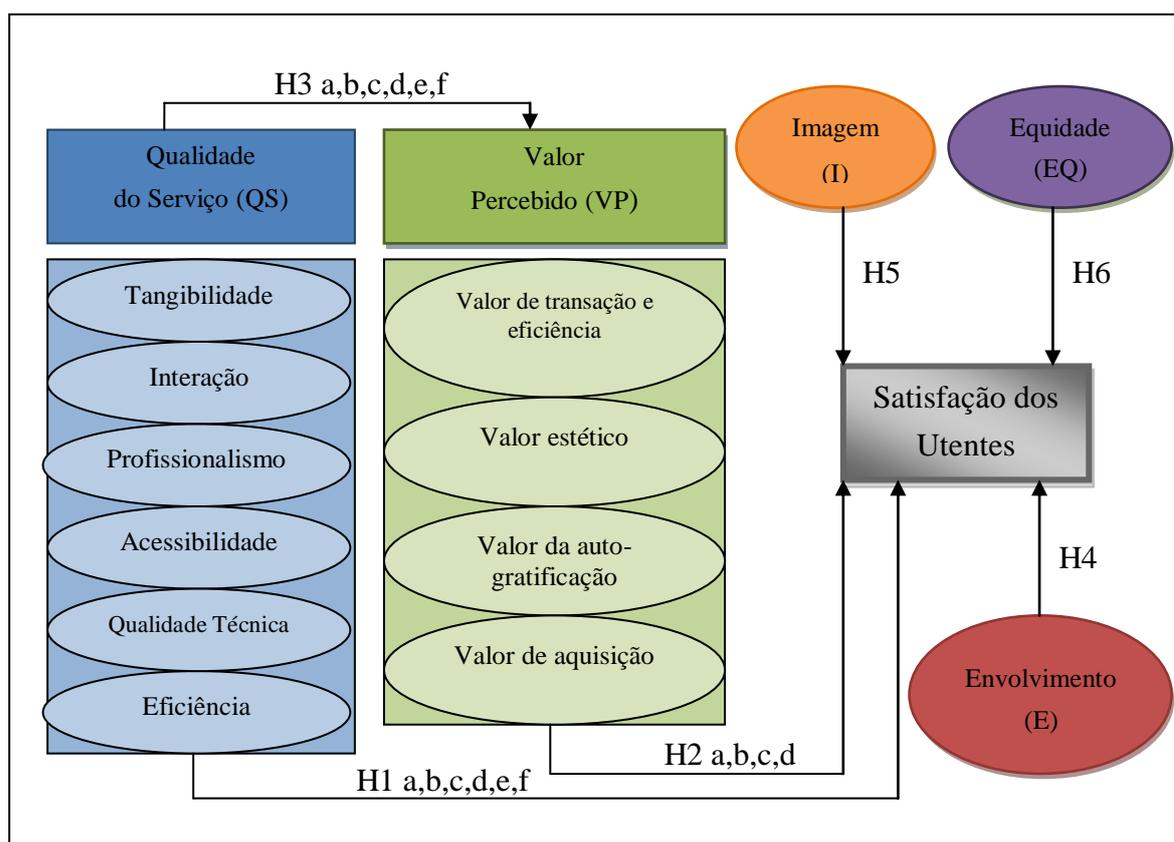 H3 a,b,c,d,e,f
Qualidade
do Serviço (QS)
Valor
Percebido (VP)
Imagem
(I)
Equidade
(EQ)
Tangibilidade
Interação
Profissionalismo
Acessibilidade
Qualidade Técnica
Eficiência
Valor de transação e
eficiência
Valor estético
Valor da auto-
gratificação
Valor de aquisição
H5
H6
Satisfação dos
Utentes
H4
Envolvimento
(E)
H2 a,b,c,d
H1 a,b,c,d,e,f